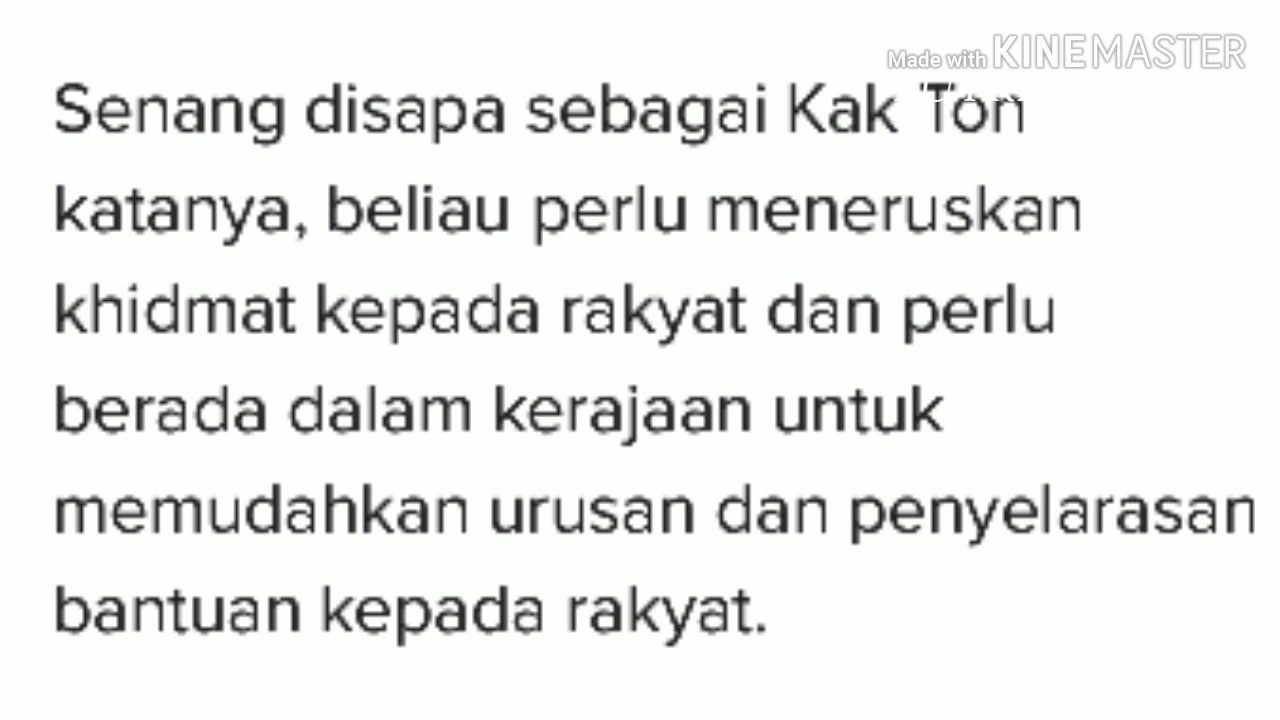 Made with KINEMASTER
Senang disapa sebagai Kak Ton
katanya, beliau perlu meneruskan
khidmat kepada rakyat dan perlu
berada dalam kerajaan untuk
memudahkan urusan dan penyelarasan
bantuan kepada rakyat.